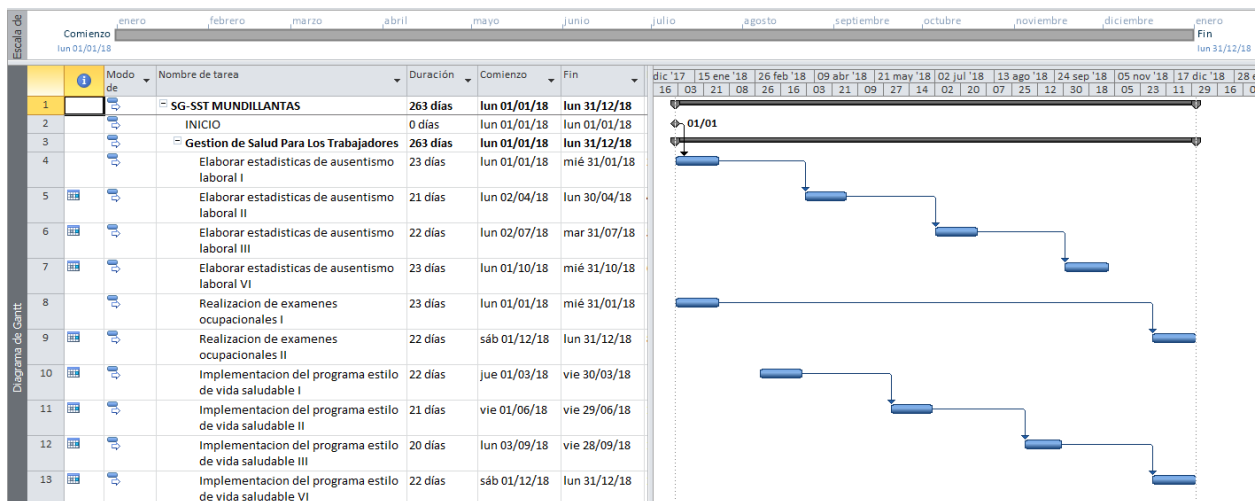 Escala de
enero febrero marzo abril mayo junio julio agosto septiembre octubre noviembre diciembre enero
Comienzo
lun 01/01/18
Fin
lun 31/12/18
Diagrama de Gantt
Modo de Nombre de tarea Duración Comienzo Fin
dic '17 15 ene '18 26 feb '18 09 abr '18 21 may '18 02 jul '18 13 ago '18 24 sep '18 05 nov '18 17 dic '18 28 e
16 03 21 08 26 13 31 18 05 23 11 29 16 0
1 SG-SST MUNDILLANTAS 263 días lun 01/01/18 lun 31/12/18
2 INICIO 0 días lun 01/01/18 lun 01/01/18 01/01
3 Gestion de Salud Para Los Trabajadores 263 días lun 01/01/18 lun 31/12/18
4 Elaborar estadisticas de ausentismo 23 días lun 01/01/18 mié 31/01/18
laboral I
5 Elaborar estadisticas de ausentismo 21 días lun 02/04/18 lun 30/04/18
laboral II
6 Elaborar estadisticas de ausentismo 22 días lun 02/07/18 mar 31/07/18
laboral III
7 Elaborar estadisticas de ausentismo 23 días lun 01/10/18 mié 31/10/18
laboral VI
8 Realizacion de examenes 23 días lun 01/01/18 mié 31/01/18
ocupacionales I
9 Realizacion de examenes 22 días sáb 01/12/18 lun 31/12/18
ocupacionales II
10 Implementacion del programa estilo 22 días jue 01/03/18 vie 30/03/18
de vida saludable I
11 Implementacion del programa estilo 21 días vie 01/06/18 vie 29/06/18
de vida saludable II
12 Implementacion del programa estilo 20 días lun 03/09/18 vie 28/09/18
de vida saludable III
13 Implementacion del programa estilo 22 días sáb 01/12/18 lun 31/12/18
de vida saludable VI